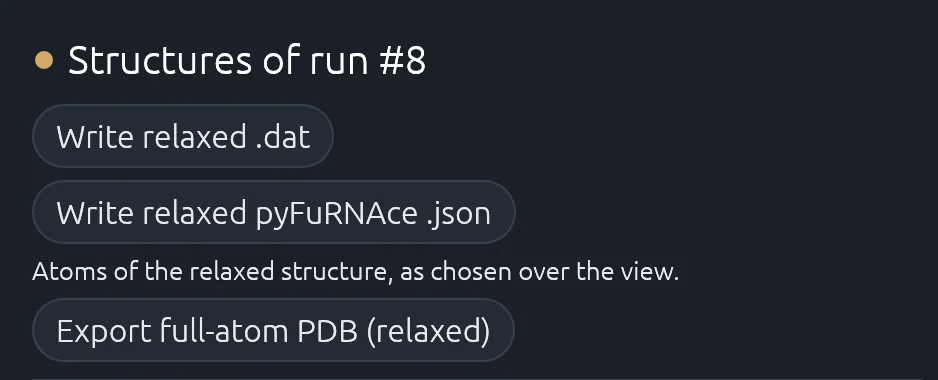 Structures of run #8
Write relaxed .dat
Write relaxed pyFuRNAce .json
Atoms of the relaxed structure, as chosen over the view.
Export full-atom PDB (relaxed)